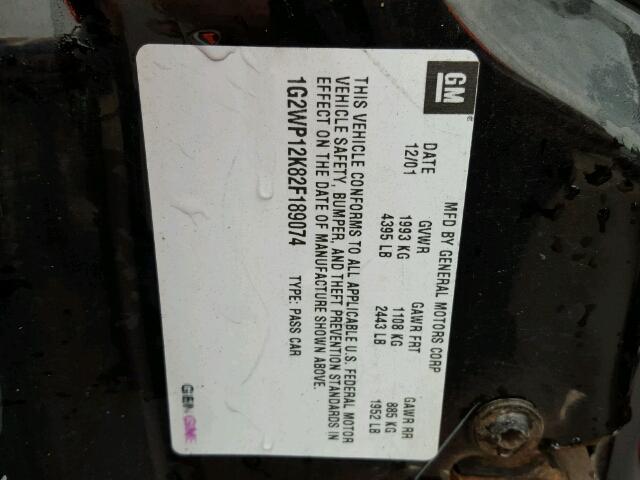 GM
MFD BY GENERAL MOTORS CORP
DATE GVWR GAWR FRT GAWR RR
12/01 1993 KG 1108 KG 885 KG
4395 LB 2443 LB 1952 LB
THIS VEHICLE CONFORMS TO ALL APPLICABLE U.S. FEDERAL MOTOR
VEHICLE SAFETY, BUMPER, AND THEFT PREVENTION STANDARDS IN
EFFECT ON THE DATE OF MANUFACTURE SHOWN ABOVE.
1G2WP12K82F189074 TYPE: PASS CAR